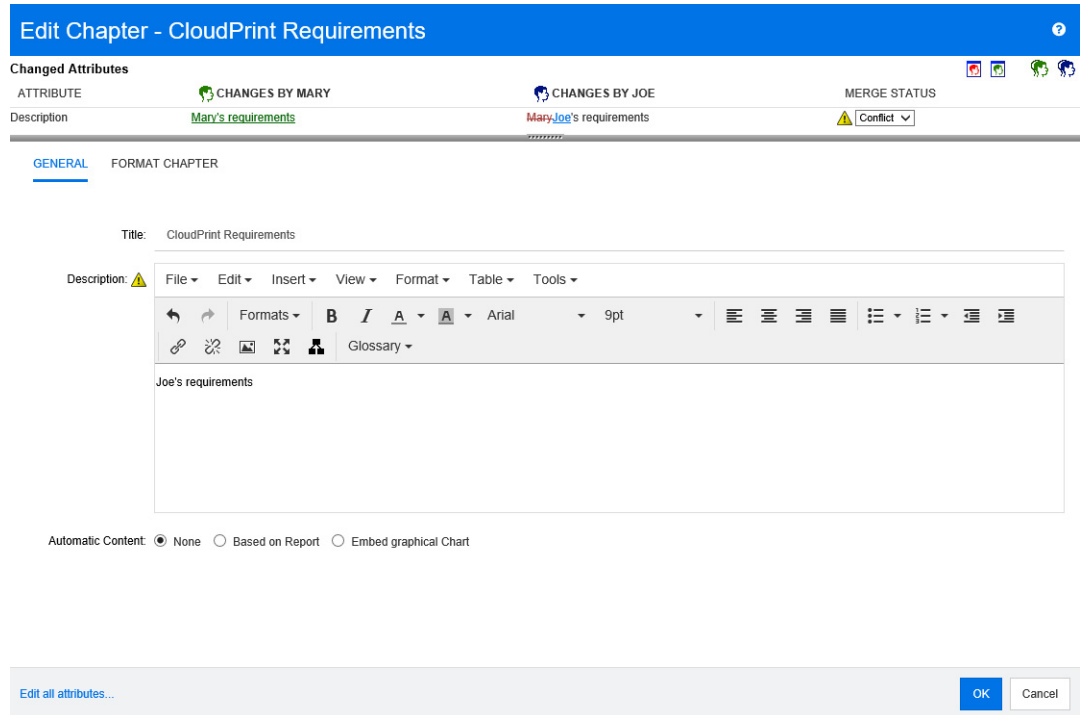 Edit Chapter - CloudPrint Requirements
Changed Attributes
ATTRIBUTE CHANGES BY MARY CHANGES BY JOE MERGE STATUS
Description Mary's requirements MaryJoe's requirements Conflict
GENERAL FORMAT CHAPTER
Title: CloudPrint Requirements
Description: File Edit Insert View Format Table Tools
Formats B I A A Arial 9pt
Glossary
Joe's requirements
Automatic Content: None Based on Report Embed graphical Chart
Edit all attributes... OK Cancel